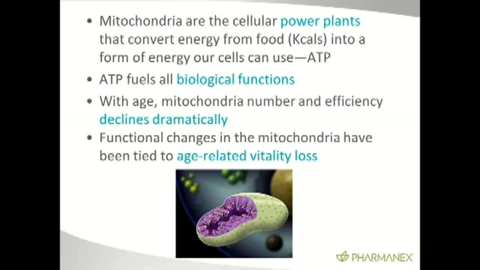 • Mitochondria are the cellular power plants
that convert energy from food (Kcals) into a
form of energy our cells can use—ATP
• ATP fuels all biological functions
• With age, mitochondria number and efficiency
declines dramatically
• Functional changes in the mitochondria have
been tied to age-related vitality loss
PHARMANEX